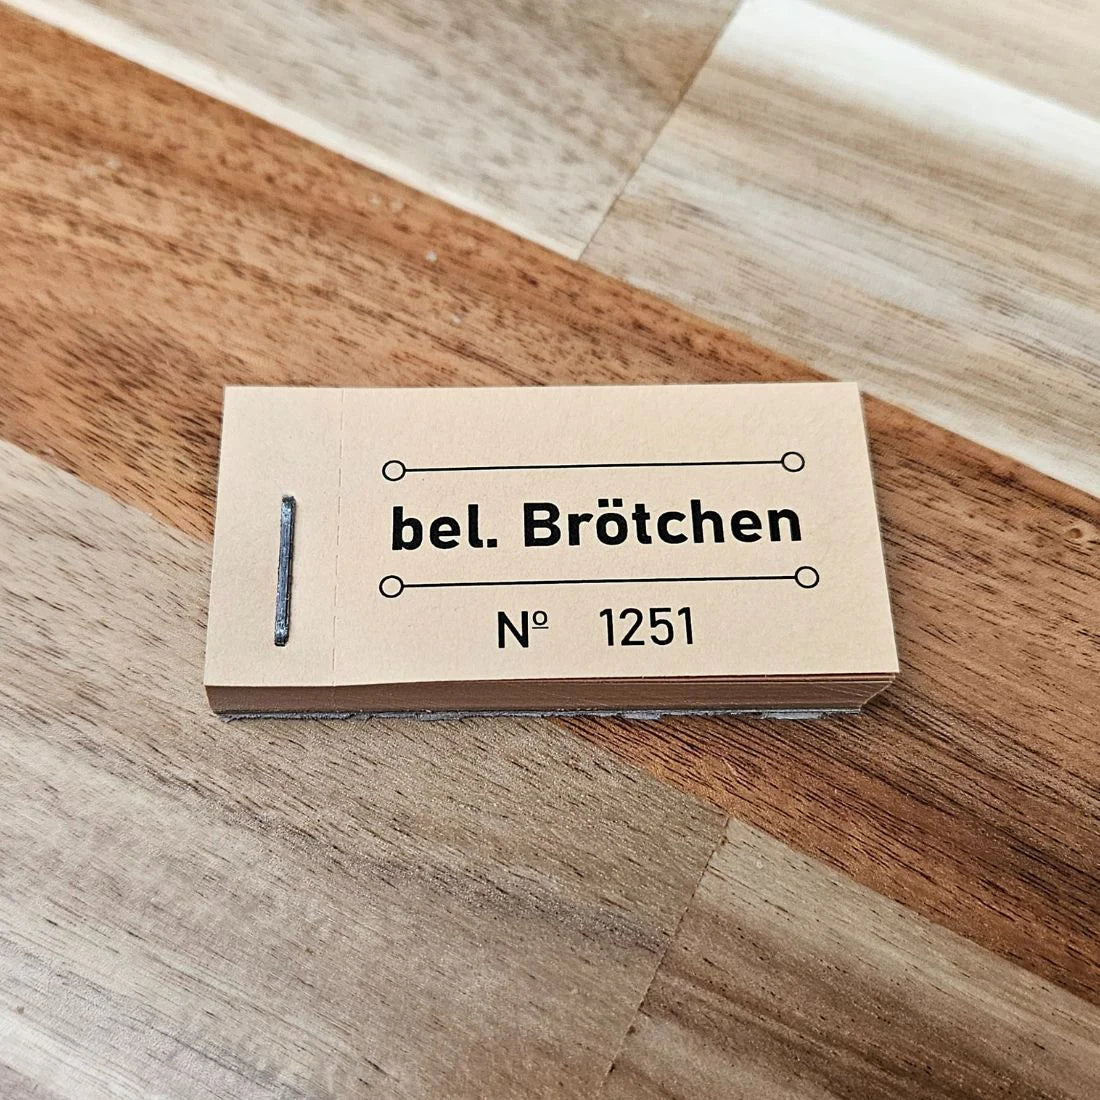 bel. Brötchen
Nº 1251